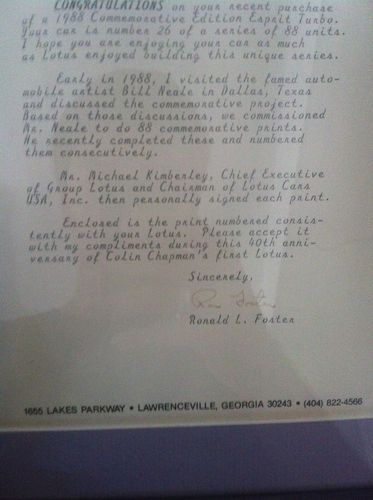 CONGRATULATIONS on your recent purchase
of a 1988 Commemorative Edition Esprit Turbo.
Your car is number 26 of a series of 88 units.
I hope you are enjoying your car as much
as Lotus enjoyed building this unique series.
Early in 1988, I visited the famed auto-
mobile artist Bill Neale in Dallas, Texas
and discussed the commemorative project.
Based on those discussions, we commissioned
Mr. Neale to do 88 commemorative prints.
He recently completed these and numbered
them consecutively.
Mr. Michael Kimberley, Chief Executive
of Group Lotus and Chairman of Lotus Cars
USA, Inc. then personally signed each print.
Enclosed is the print numbered consis-
tently with your Lotus. Please accept it
with my compliments during this 40th anni-
versary of Colin Chapman's first Lotus.
Sincerely,
Ron Foster
Ronald L. Foster
1655 LAKES PARKWAY • LAWRENCEVILLE, GEORGIA 30243 • (404) 822-4566